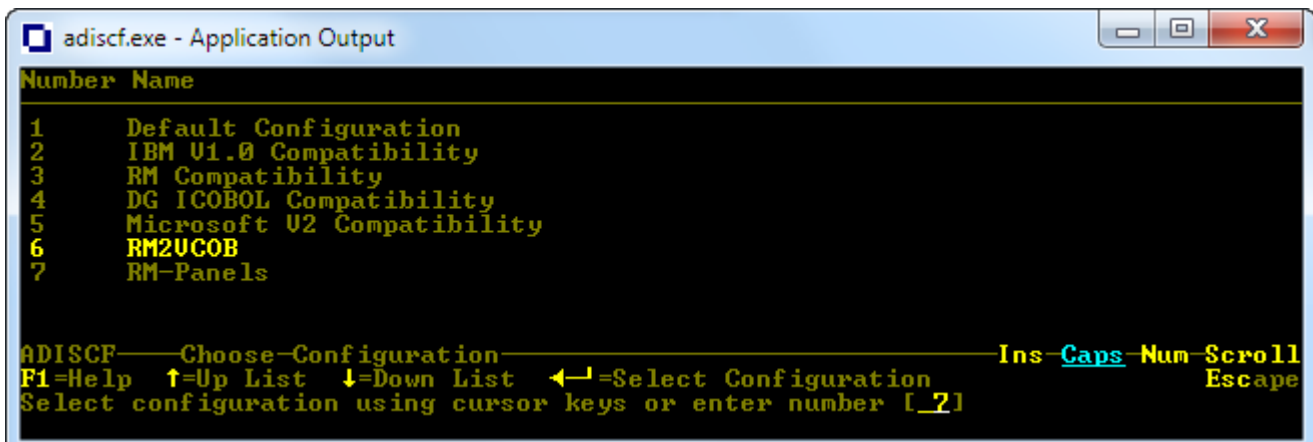 adiscf.exe - Application Output
Number Name
1 Default Configuration
2 IBM V1.0 Compatibility
3 RM Compatibility
4 DG ICOBOL Compatibility
5 Microsoft V2 Compatibility
6 RM2VCOB
7 RM-Panels
ADISCF Choose-Configuration Ins-Caps-Num-Scroll
F1=Help ↑=Up List ↓=Down List ←┘=Select Configuration Escape
Select configuration using cursor keys or enter number [ 7]